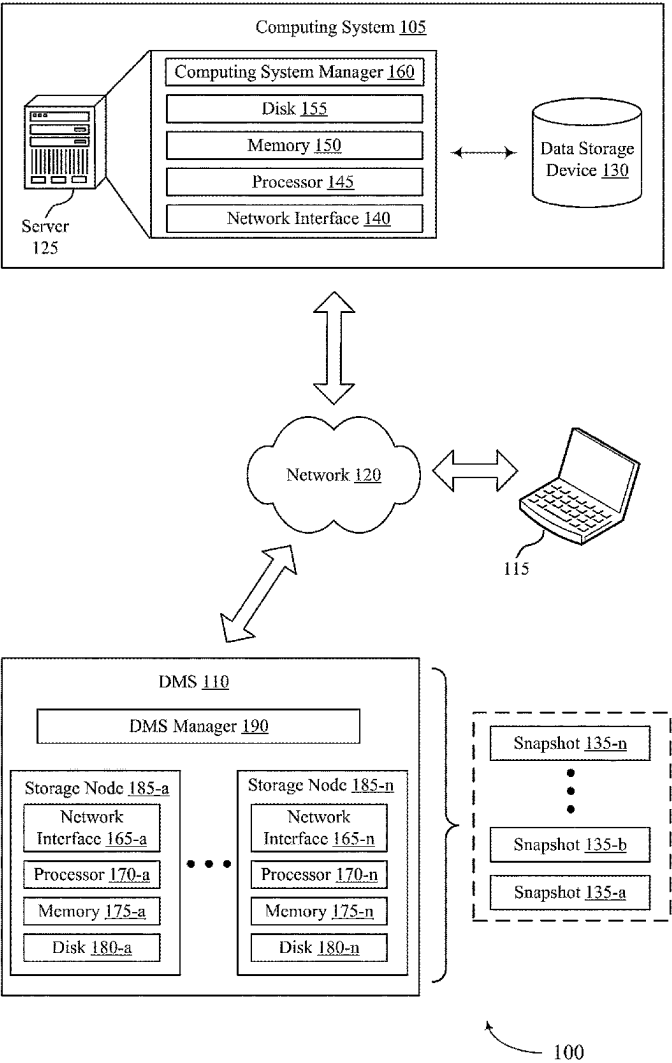 Computing System 105
Computing System Manager 160
Disk 155
Memory 150
Processor 145
Network Interface 140
Server
125
Data Storage
Device 130
Network 120
115
DMS 110
DMS Manager 190
Storage Node 185-a
Network
Interface 165-a
Processor 170-a
Memory 175-a
Disk 180-a
Storage Node 185-n
Network
Interface 165-n
Processor 170-n
Memory 175-n
Disk 180-n
Snapshot 135-n
Snapshot 135-b
Snapshot 135-a
100